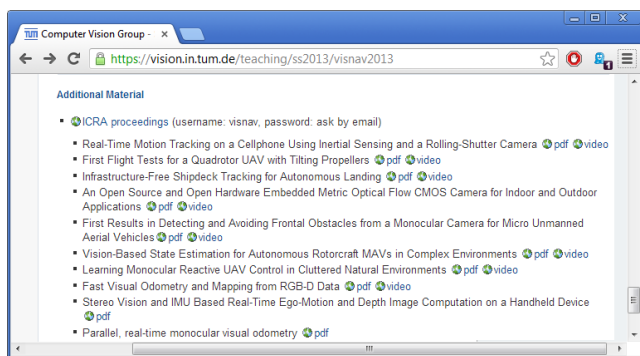 Computer Vision Group -
https://vision.in.tum.de/teaching/ss2013/visnav2013
1
Additional Material
ICRA proceedings (username: visnav, password: ask by email)
Real-Time Motion Tracking on a Cellphone Using Inertial Sensing and a Rolling-Shutter Camera pdf video
First Flight Tests for a Quadrotor UAV with Tilting Propellers pdf video
Infrastructure-Free Shipdeck Tracking for Autonomous Landing pdf video
An Open Source and Open Hardware Embedded Metric Optical Flow CMOS Camera for Indoor and Outdoor
Applications pdf video
First Results in Detecting and Avoiding Frontal Obstacles from a Monocular Camera for Micro Unmanned
Aerial Vehicles pdf video
Vision-Based State Estimation for Autonomous Rotorcraft MAVs in Complex Environments pdf video
Learning Monocular Reactive UAV Control in Cluttered Natural Environments pdf video
Fast Visual Odometry and Mapping from RGB-D Data pdf video
Stereo Vision and IMU Based Real-Time Ego-Motion and Depth Image Computation on a Handheld Device
pdf
Parallel, real-time monocular visual odometry pdf